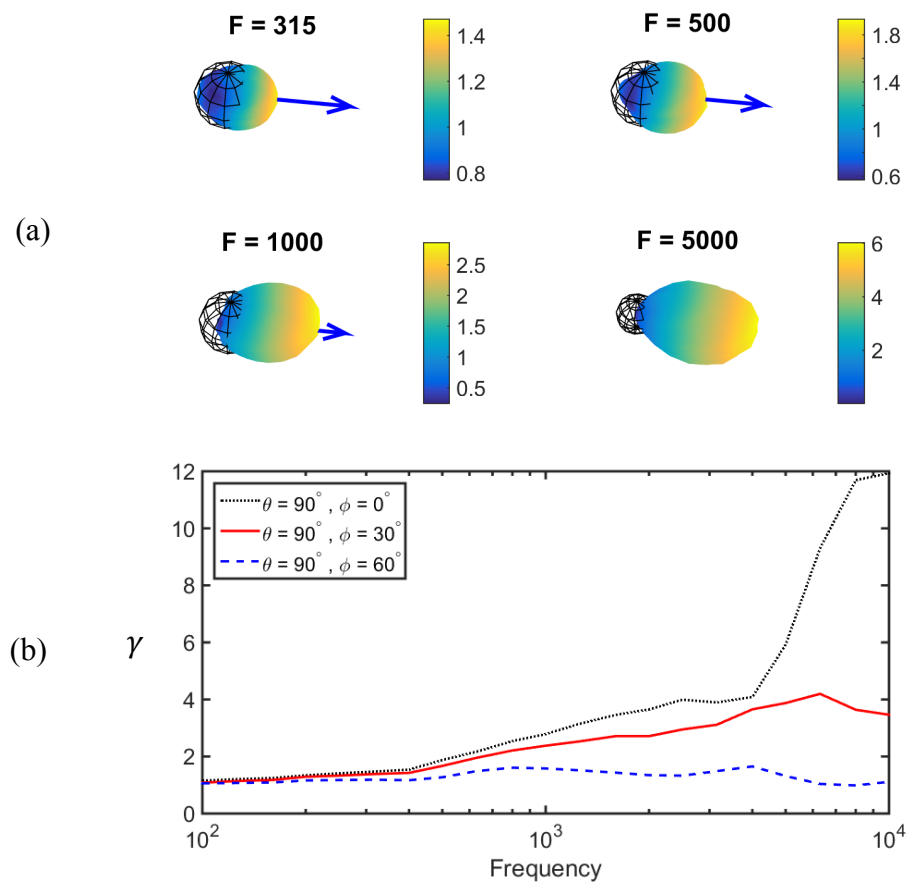 F = 315
1.4
1.2
1
0.8
F = 500
1.8
1.4
1
0.6
(a)
F = 1000
2.5
2
1.5
1
0.5
F = 5000
6
4
2
(b)
γ
12
10
8
6
4
2
0
θ = 90° , ϕ = 0°
θ = 90° , ϕ = 30°
θ = 90° , ϕ = 60°
10²
10³
10⁴
Frequency